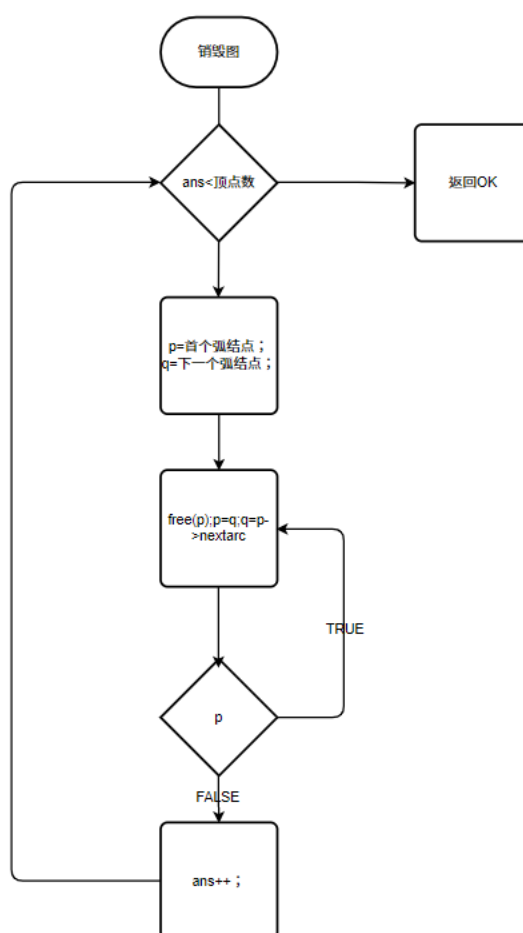 销毁图
ans<顶点数
返回OK
p=首个弧结点；
q=下一个弧结点；
free(p);p=q;q=p-
>nextarc
TRUE
p
FALSE
ans++；